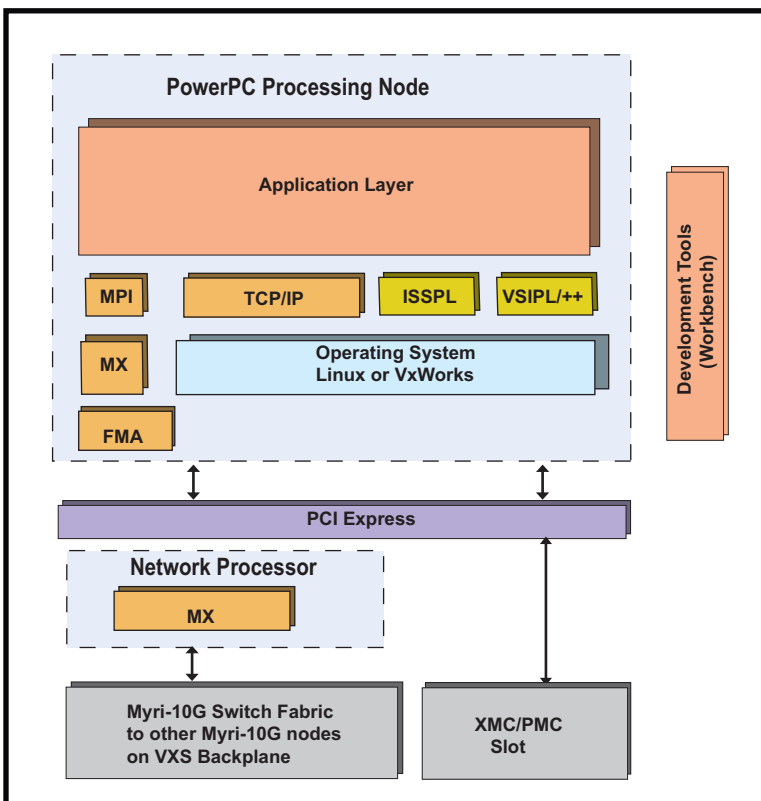 PowerPC Processing Node
Application Layer
MPI
TCP/IP
ISSPL
VSIPL/++
MX
Operating System
Linux or VxWorks
FMA
Development Tools
(Workbench)
PCI Express
Network Processor
MX
Myri-10G Switch Fabric
to other Myri-10G nodes
on VXS Backplane
XMC/PMC
Slot